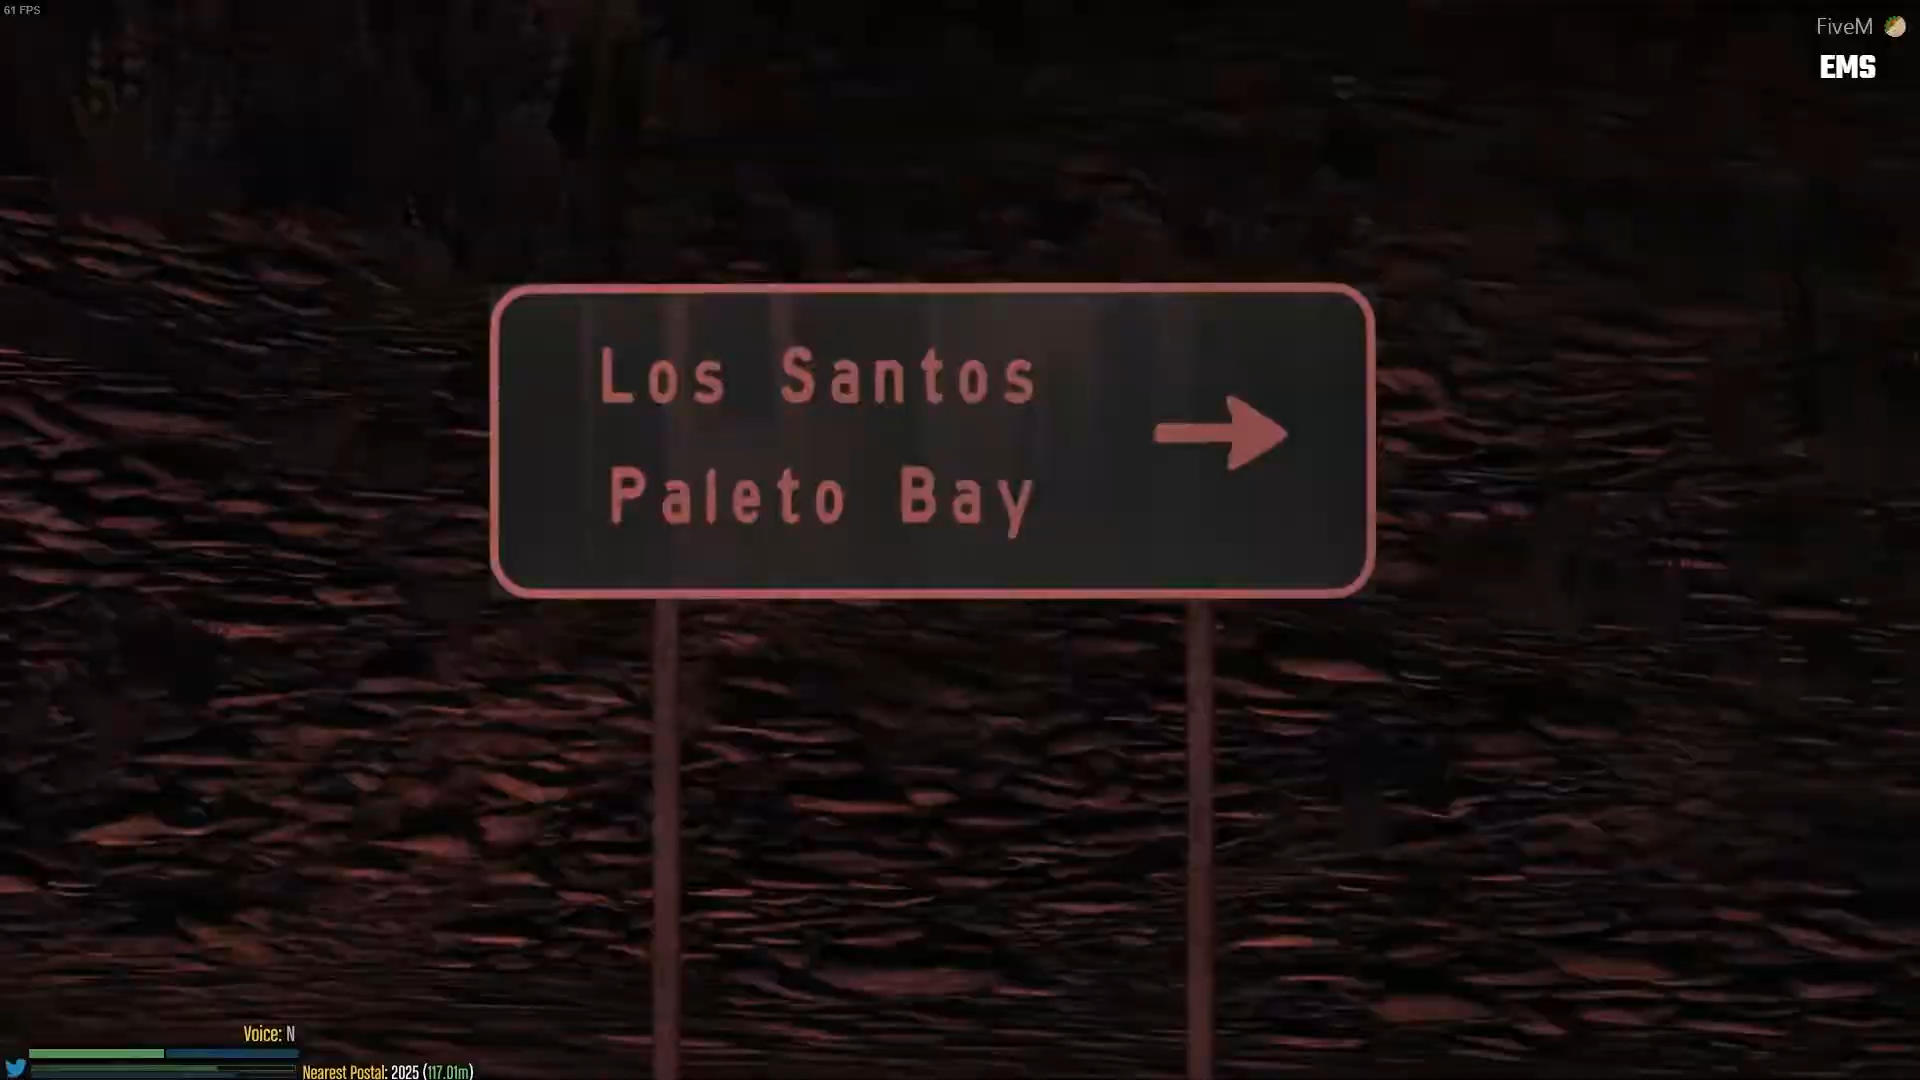 61 FPS
FiveM
EMS
Los Santos
Paleto Bay
Voice: N
Nearest Postal: 2025 (117.01m)